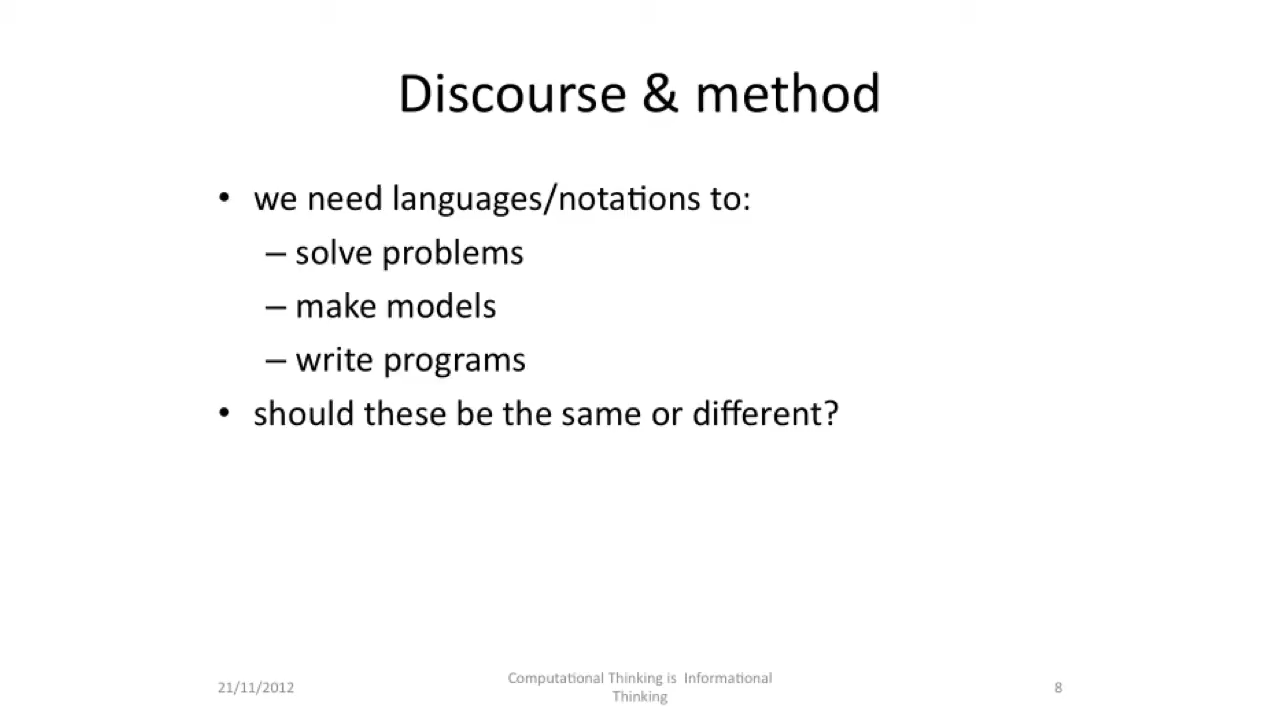 Discourse & method
• we need languages/notations to:
– solve problems
– make models
– write programs
• should these be the same or different?
21/11/2012
Computational Thinking is Informational
Thinking
8